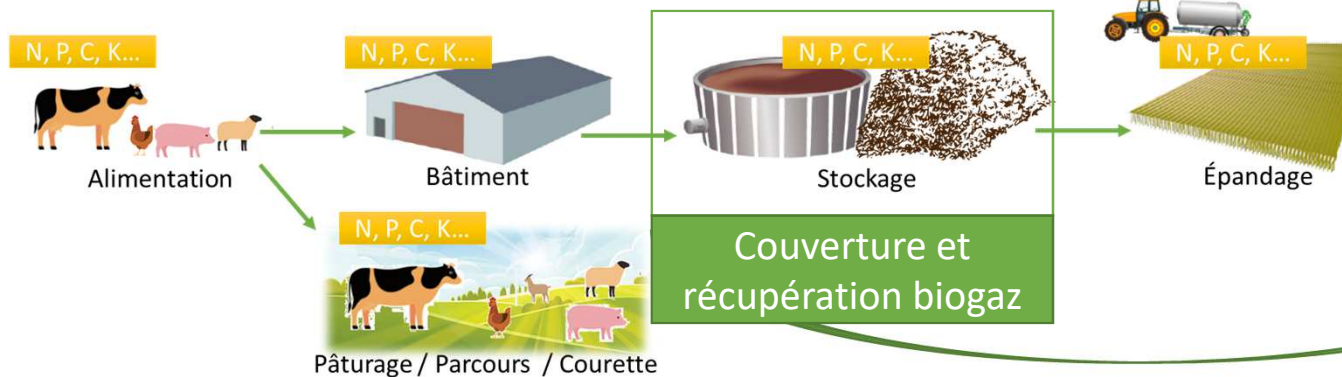 N, P, C, K...
Alimentation
N, P, C, K...
Bâtiment
N, P, C, K...
Stockage
N, P, C, K...
Épandage
N, P, C, K...
Pâturage / Parcours / Courette
Couverture et
récupération biogaz